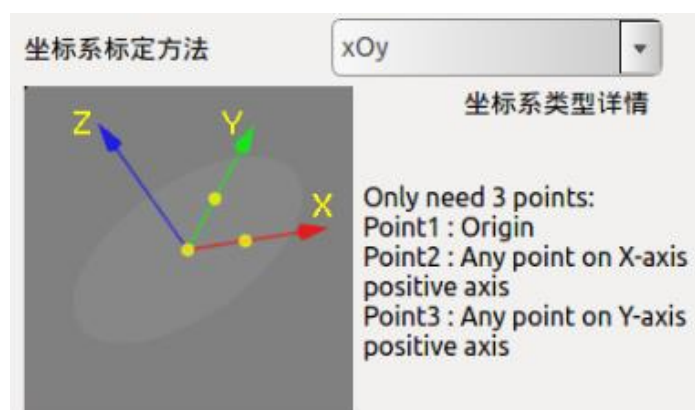 坐标系标定方法
xOy
坐标系类型详情
Z
Y
X
Only need 3 points:
Point1 : Origin
Point2 : Any point on X-axis
positive axis
Point3 : Any point on Y-axis
positive axis